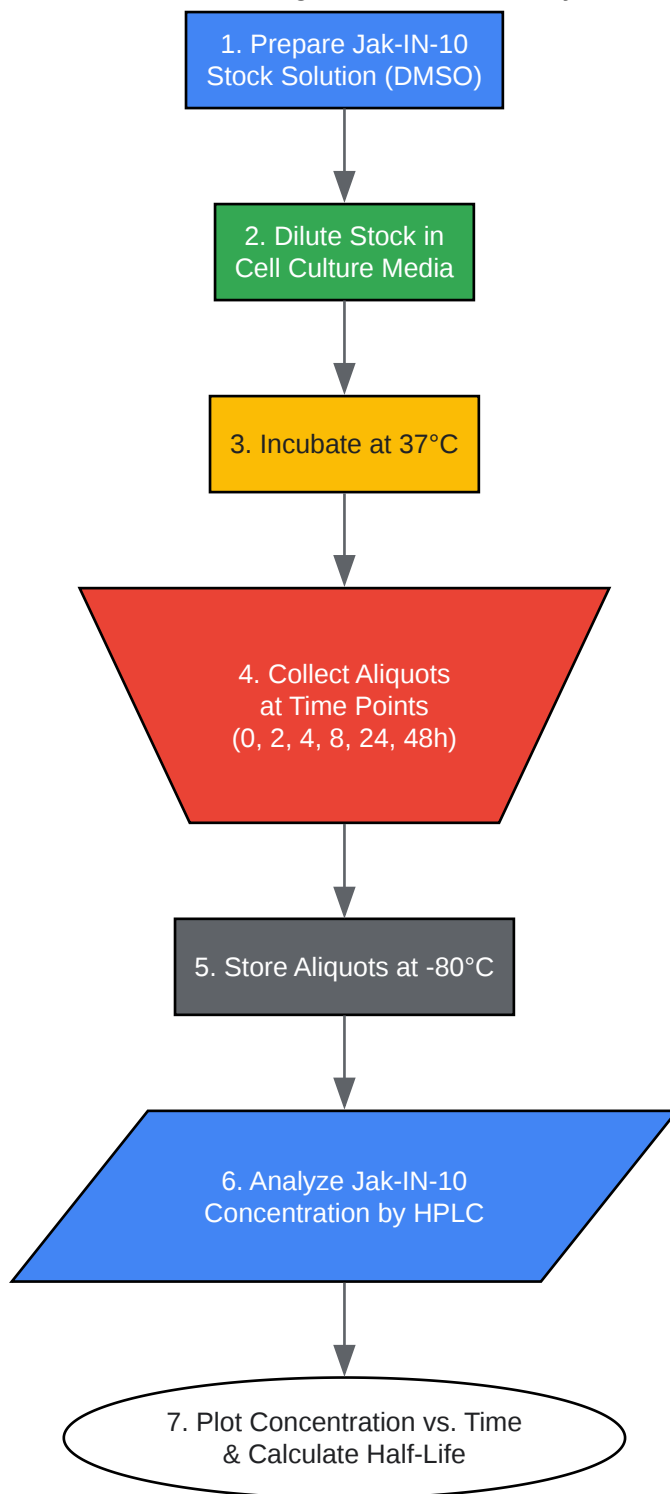 1. Prepare Jak-IN-10
Stock Solution (DMSO)
2. Dilute Stock in
Cell Culture Media
3. Incubate at 37°C
4. Collect Aliquots
at Time Points
(0, 2, 4, 8, 24, 48h)
5. Store Aliquots at -80°C
6. Analyze Jak-IN-10
Concentration by HPLC
7. Plot Concentration vs. Time
& Calculate Half-Life